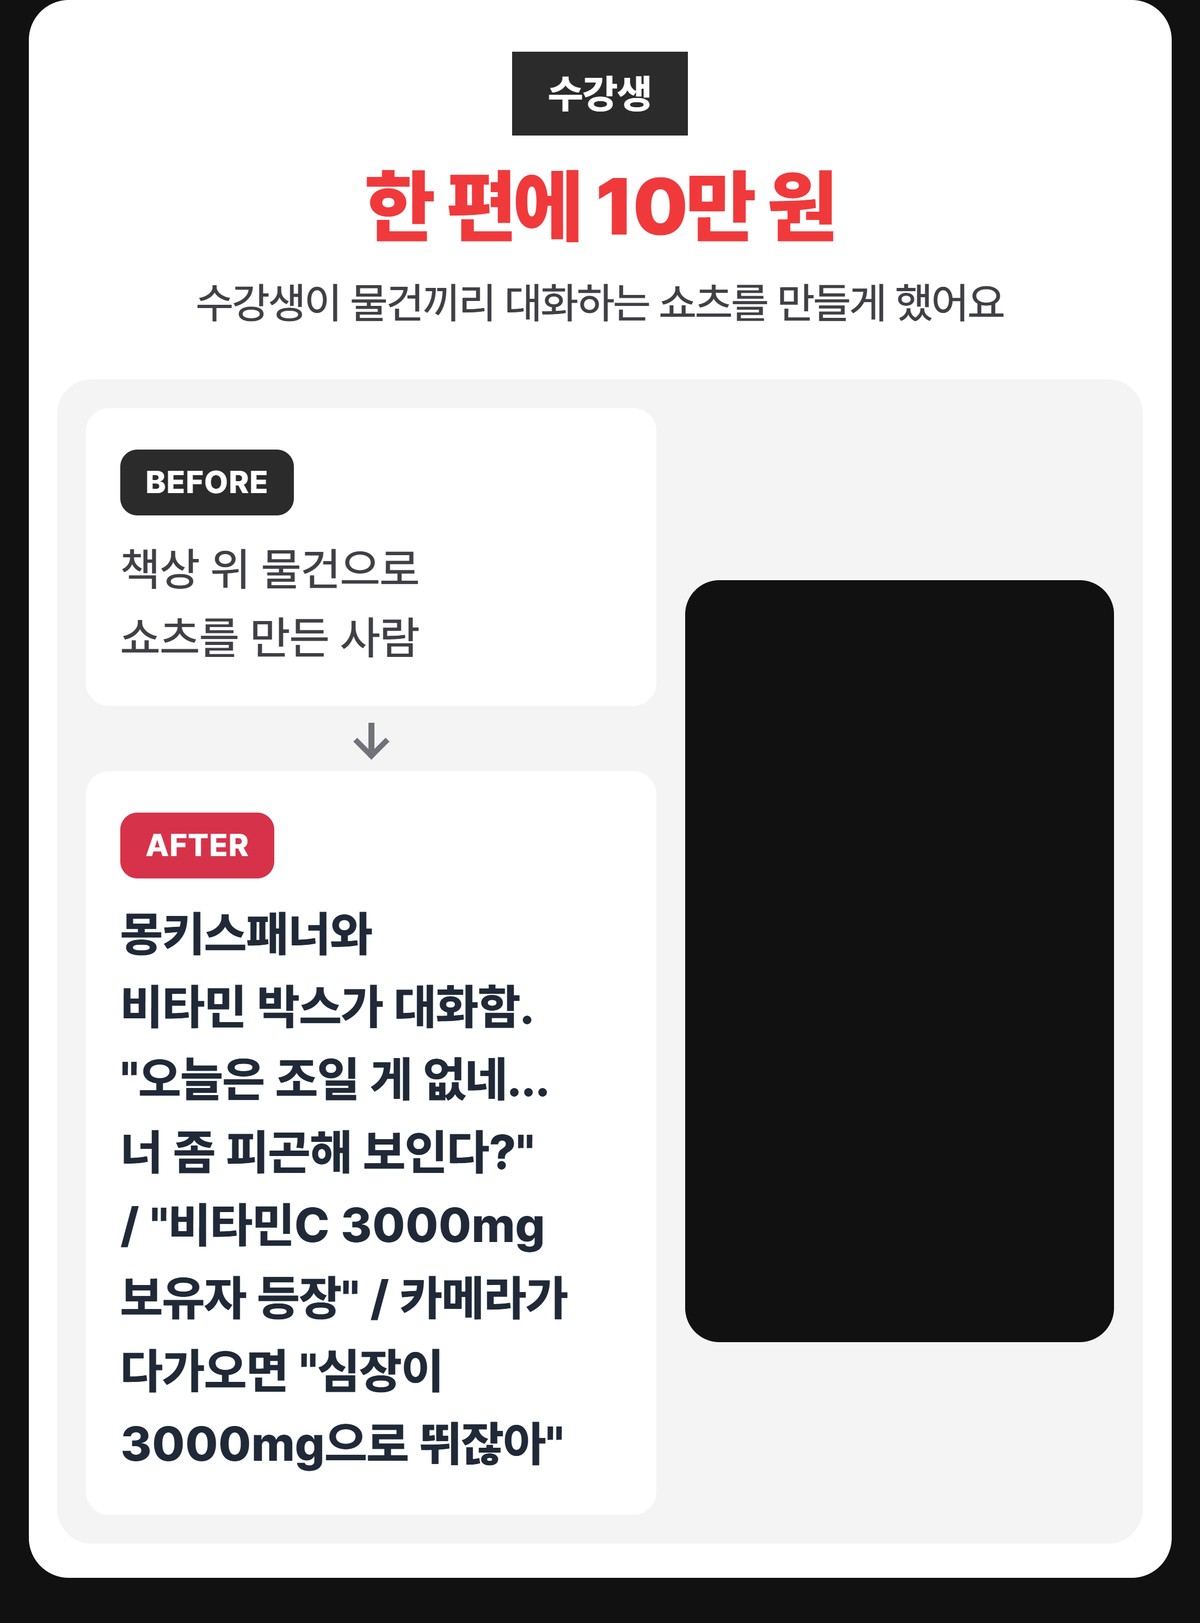 수강생
한 편에 10만 원
수강생이 물건끼리 대화하는 쇼츠를 만들게 했어요
BEFORE
책상 위 물건으로
쇼츠를 만든 사람
↓
AFTER
몽키스패너와
비타민 박스가 대화함.
"오늘은 조일 게 없네...
너 좀 피곤해 보인다?"
/ "비타민C 3000mg
보유자 등장" / 카메라가
다가오면 "심장이
3000mg으로 뛰잖아"